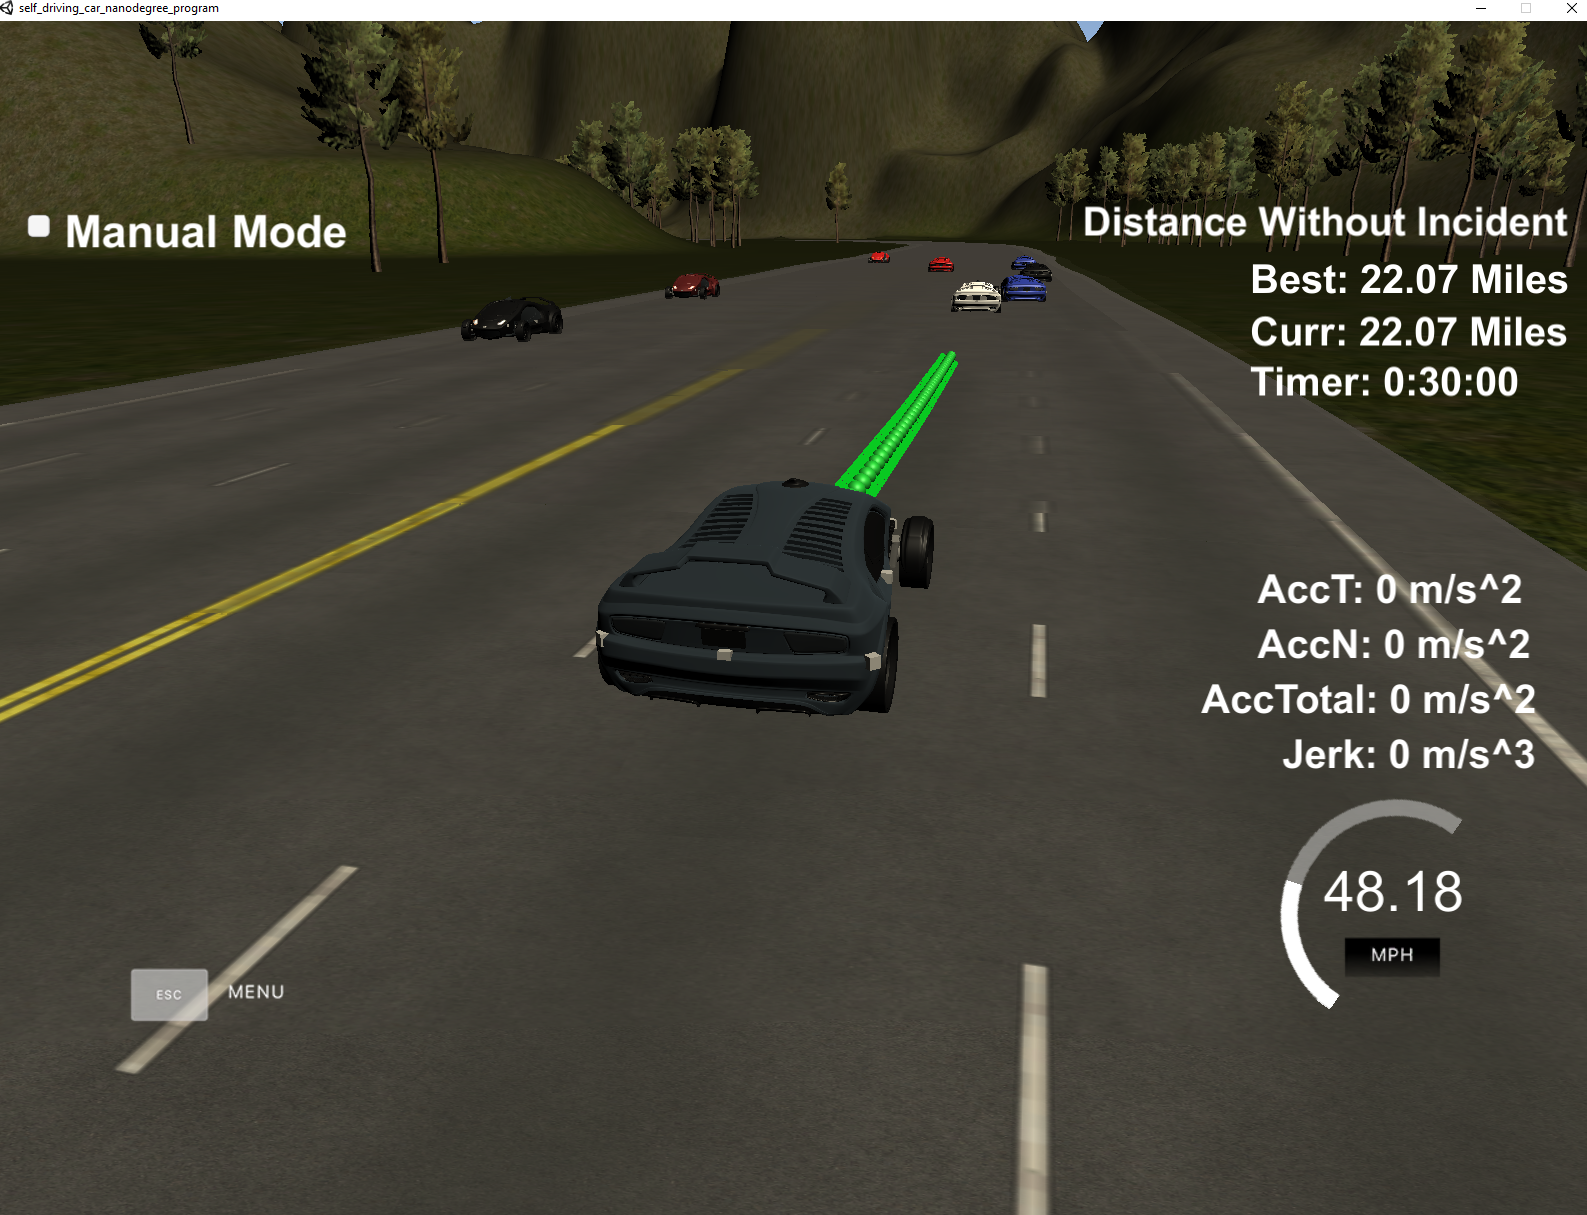 self_driving_car_nanodegree_program
Manual Mode
Distance Without Incident
Best: 22.07 Miles
Curr: 22.07 Miles
Timer: 0:30:00
AccT: 0 m/s^2
AccN: 0 m/s^2
AccTotal: 0 m/s^2
Jerk: 0 m/s^3
48.18
MPH
ESC MENU